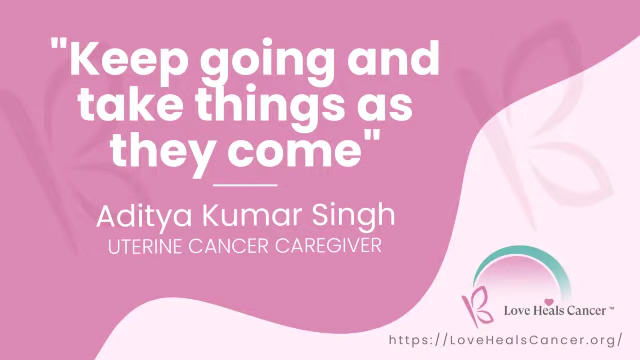 "Keep going and
take things as
they come"
Aditya Kumar Singh
UTERINE CANCER CAREGIVER
Love Heals Cancer™
https://LoveHealsCancer.org/